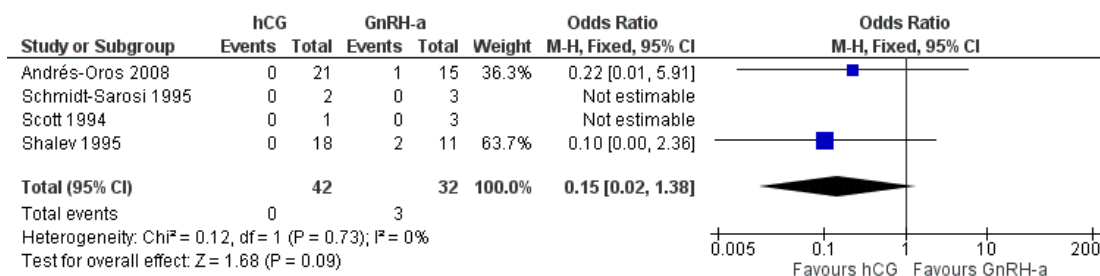 hCG GnRH-a Odds Ratio Odds Ratio
Study or Subgroup Events Total Events Total Weight M-H, Fixed, 95% CI M-H, Fixed, 95% CI
Andrés-Oros 2008 0 21 1 15 36.3% 0.22 [0.01, 5.91]
Schmidt-Sarosi 1995 0 2 0 3 Not estimable
Scott 1994 0 1 0 3 Not estimable
Shalev 1995 0 18 2 11 63.7% 0.10 [0.00, 2.36]
Total (95% CI) 42 32 100.0% 0.15 [0.02, 1.38]
Total events 0 3
Heterogeneity: Chi² = 0.12, df = 1 (P = 0.73); I² = 0%
Test for overall effect: Z = 1.68 (P = 0.09)
0.005 0.1 1 10 200
Favours hCG Favours GnRH-a